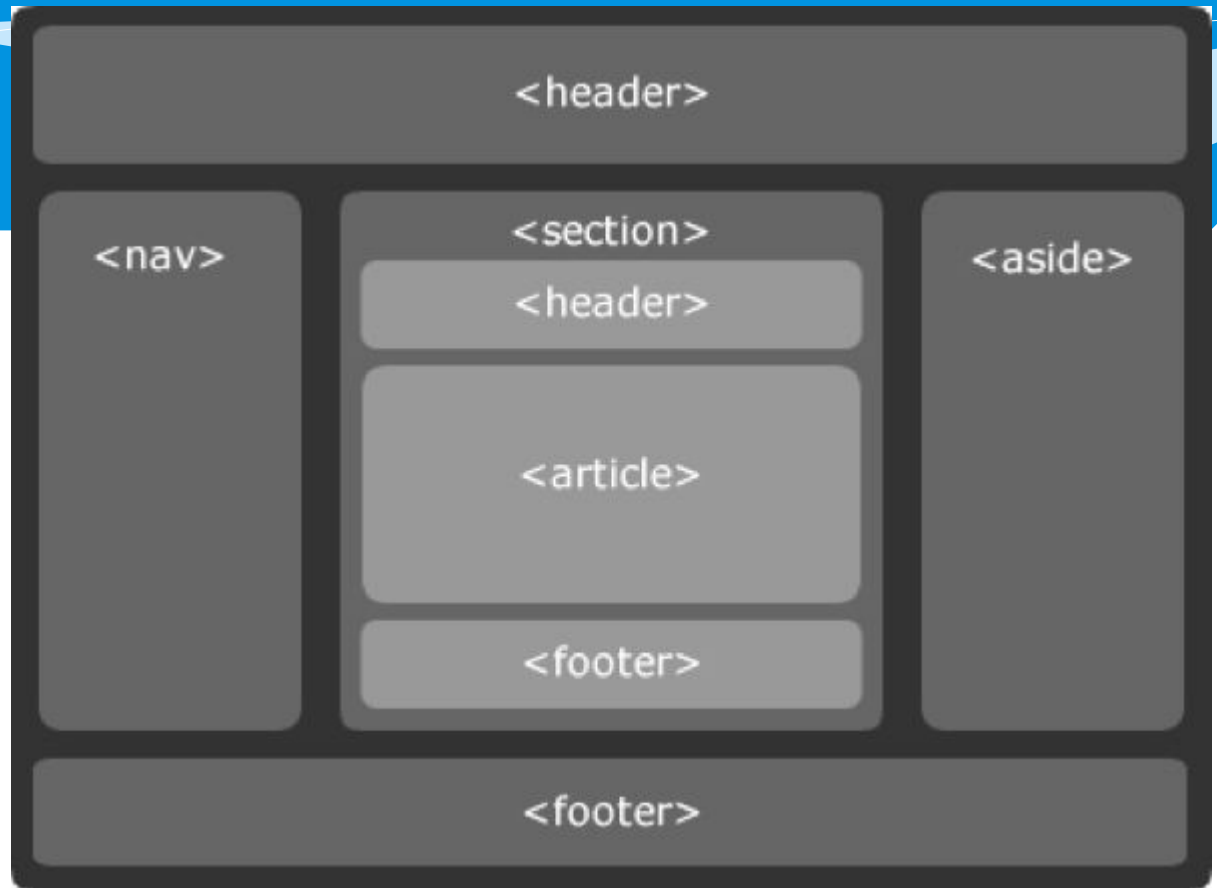 <header>
<nav>
<section>
<header>
<article>
<footer>
<aside>
<footer>